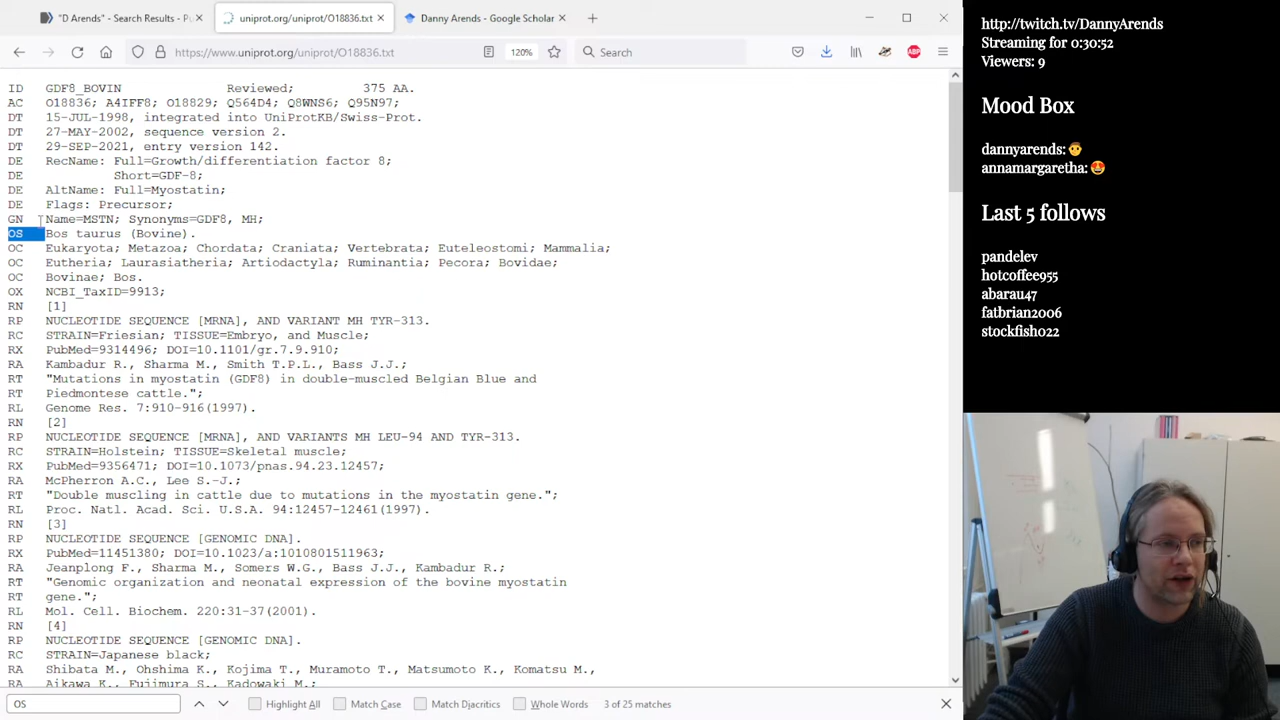 "D Arends" - Search Results - Pu
uniprot.org/uniprot/O18836.txt
Danny Arends - Google Scholar
https://www.uniprot.org/uniprot/O18836.txt
120%
Search
ID GDF8_BOVIN Reviewed; 375 AA.
AC O18836; A4IFF8; O18829; Q564D4; Q8WNS6; Q95N97;
DT 15-JUL-1998, integrated into UniProtKB/Swiss-Prot.
DT 27-MAY-2002, sequence version 2.
DT 29-SEP-2021, entry version 142.
DE RecName: Full=Growth/differentiation factor 8;
DE Short=GDF-8;
DE AltName: Full=Myostatin;
DE Flags: Precursor;
GN Name=MSTN; Synonyms=GDF8, MH;
OS Bos taurus (Bovine).
OC Eukaryota; Metazoa; Chordata; Craniata; Vertebrata; Euteleostomi; Mammalia;
OC Eutheria; Laurasiatheria; Artiodactyla; Ruminantia; Pecora; Bovidae;
OC Bovinae; Bos.
OX NCBI_TaxID=9913;
RN [1]
RP NUCLEOTIDE SEQUENCE [MRNA], AND VARIANT MH TYR-313.
RC STRAIN=Friesian; TISSUE=Embryo, and Muscle;
RX PubMed=9314496; DOI=10.1101/gr.7.9.910;
RA Kambadur R., Sharma M., Smith T.P.L., Bass J.J.;
RT "Mutations in myostatin (GDF8) in double-muscled Belgian Blue and
RT Piedmontese cattle.";
RL Genome Res. 7:910-916(1997).
RN [2]
RP NUCLEOTIDE SEQUENCE [MRNA], AND VARIANTS MH LEU-94 AND TYR-313.
RC STRAIN=Holstein; TISSUE=Skeletal muscle;
RX PubMed=9356471; DOI=10.1073/pnas.94.23.12457;
RA McPherron A.C., Lee S.-J.;
RT "Double muscling in cattle due to mutations in the myostatin gene.";
RL Proc. Natl. Acad. Sci. U.S.A. 94:12457-12461(1997).
RN [3]
RP NUCLEOTIDE SEQUENCE [GENOMIC DNA].
RX PubMed=11451380; DOI=10.1023/a:1010801511963;
RA Jeanplong F., Sharma M., Somers W.G., Bass J.J., Kambadur R.;
RT "Genomic organization and neonatal expression of the bovine myostatin
RT gene.";
RL Mol. Cell. Biochem. 220:31-37(2001).
RN [4]
RP NUCLEOTIDE SEQUENCE [GENOMIC DNA].
RC STRAIN=Japanese black;
RA Shibata M., Ohshima K., Kojima T., Muramoto T., Matsumoto K., Komatsu M.,
RA Aikawa K., Fujimura S., Kadowaki M.;
OS
Highlight All
Match Case
Match Diacritics
Whole Words
3 of 25 matches
http://twitch.tv/DannyArends
Streaming for 0:30:52
Viewers: 9
Mood Box
dannyarends:
annamargaretha:
Last 5 follows
pandelev
hotcoffee955
abarau47
fatbrian2006
stockfish022